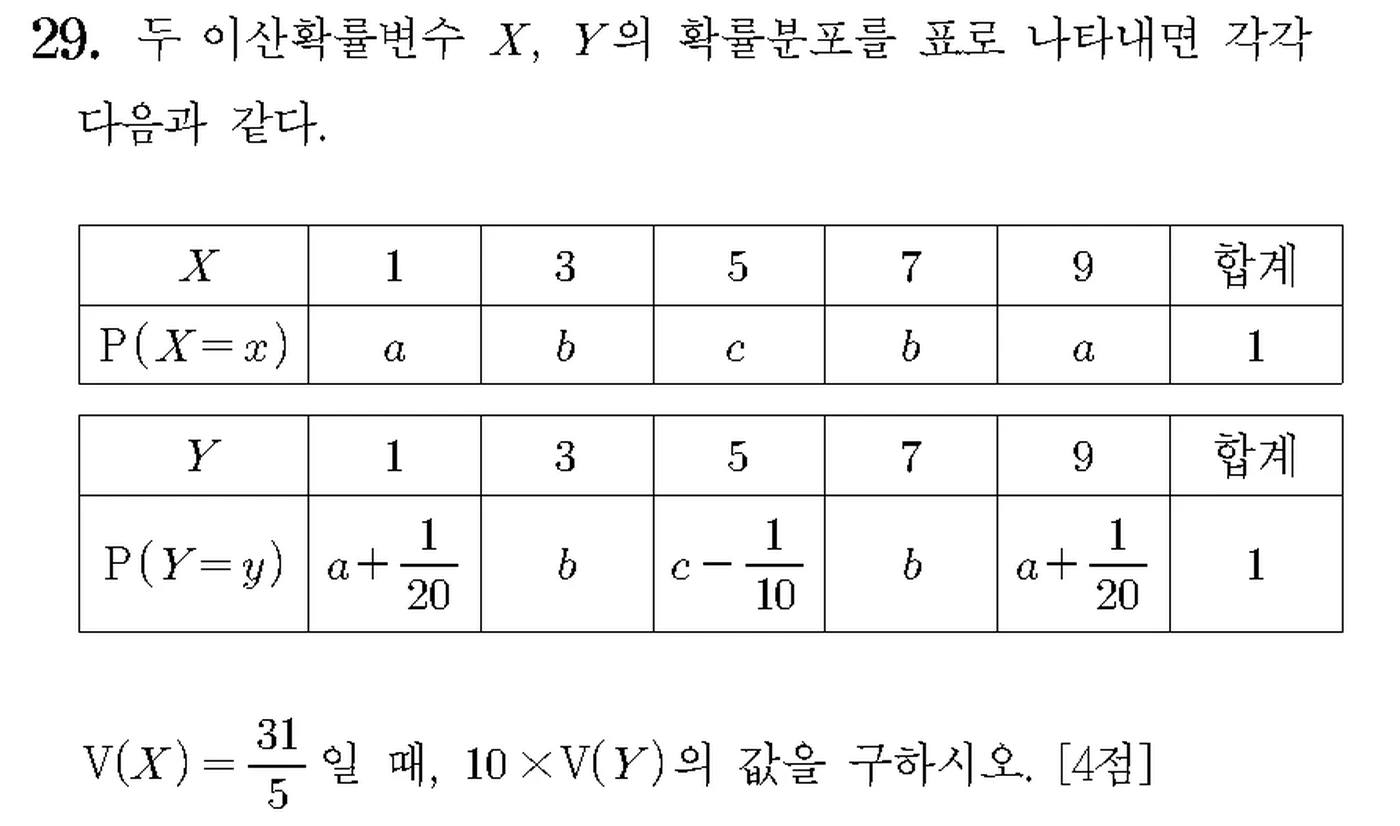 29. 두 이산확률변수 X, Y의 확률분포를 표로 나타내면 각각
다음과 같다.
X 1 3 5 7 9 합계
P(X=x) a b c b a 1
Y 1 3 5 7 9 합계
P(Y=y) a+1/20 b c-1/10 b a+1/20 1
V(X)=31/5일 때, 10×V(Y)의 값을 구하시오. [4점]